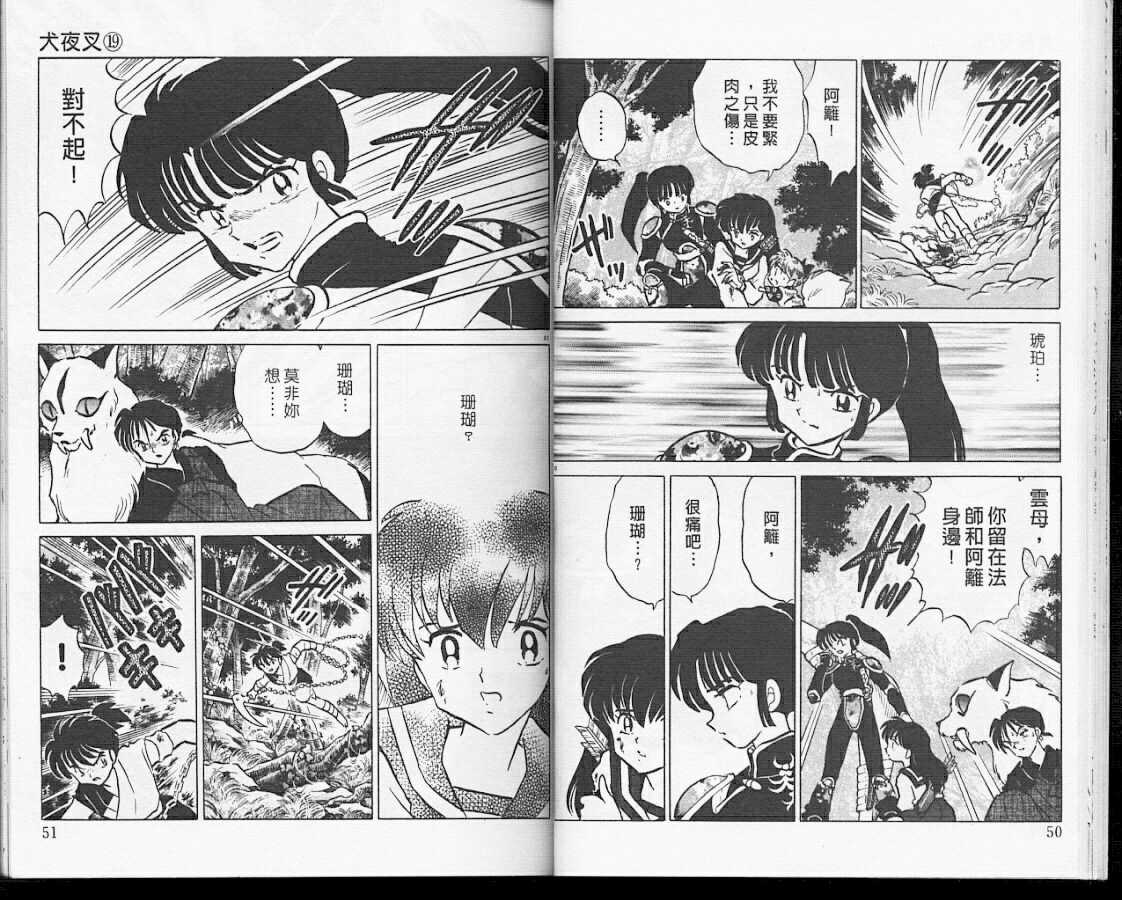 阿籬！
我不要緊
，只是皮
肉之傷…
……
琥珀…
雲母，
你留在法
師和阿籬
身邊！
阿籬，
很痛吧…
珊瑚…？
50
犬夜叉⑲
對不起！
珊瑚？
珊瑚…
莫非妳
想……
！
51